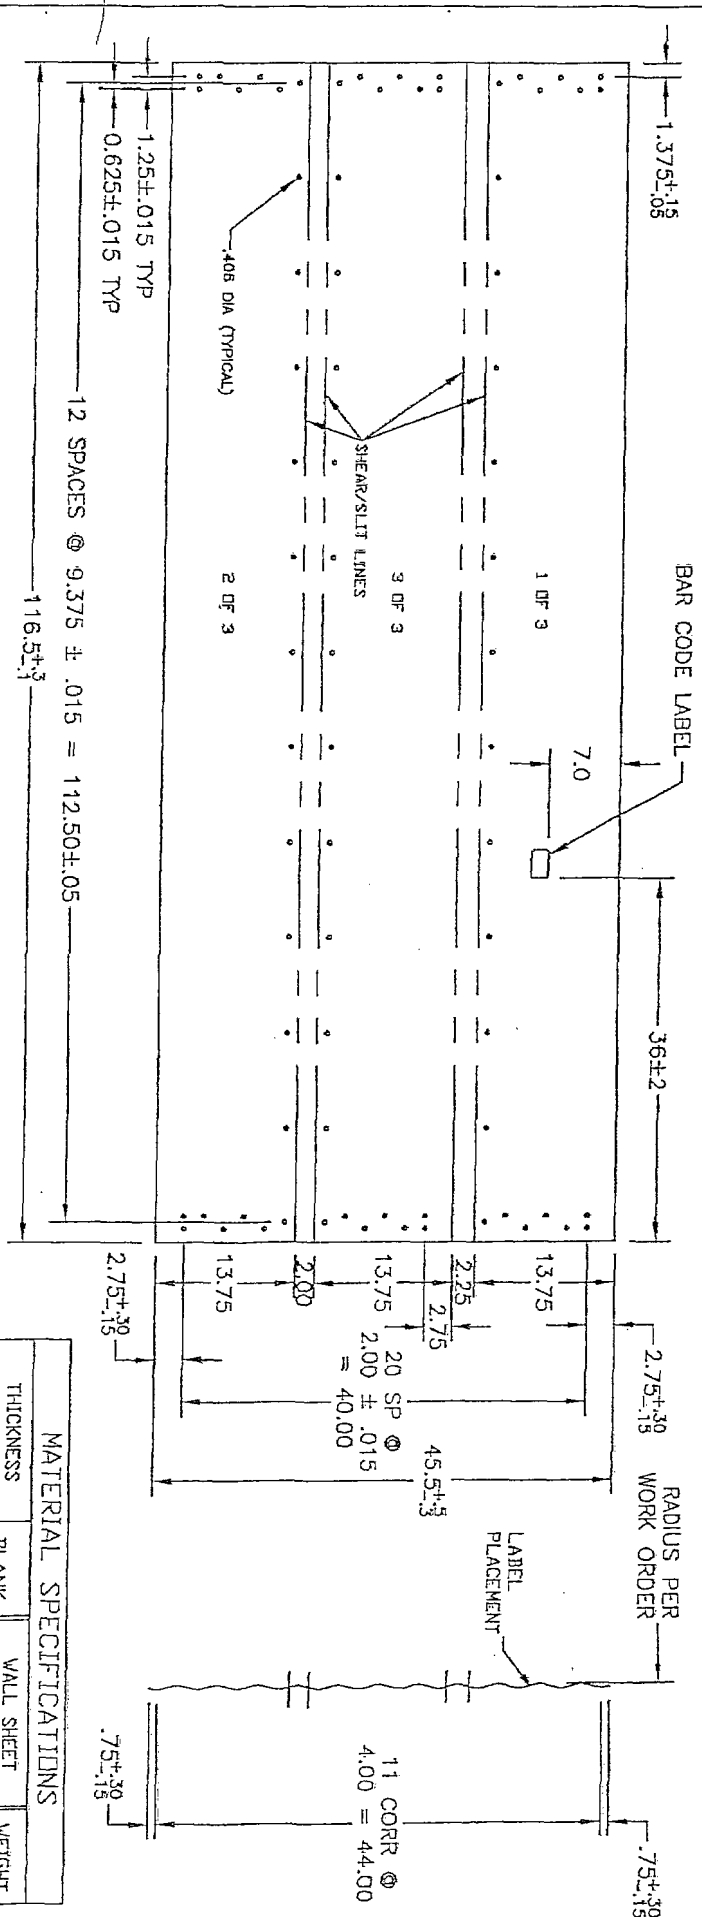 1.375+.15
-.05
BAR CODE LABEL
7.0
36±2
1 OF 3
3 OF 3
2 OF 3
SHEAR/SLIT LINES
.406 DIA (TYPICAL)
1.25±.015 TYP
0.625±.015 TYP
12 SPACES @ 9.375 ± .015 = 112.50±.05
116.5+.3
-.1
2.75+.30
-.15
13.75
2.25
2.75
13.75
2.00
13.75
2.75+.30
-.15
20 SP @
2.00 ± .015
= 40.00
45.5
RADIUS PER
WORK ORDER
LABEL
PLACEMENT
.75+.30
-.15
11 CORR @
4.00 = 44.00
.75+.30
-.15
MATERIAL SPECIFICATIONS
THICKNESS
BLANK
WALL SHEET
WEIGHT